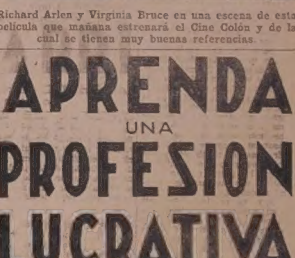 Richard Arlen y Virginia Bruce en una escena de esta
película que mañana estrenará el Cine Colón y de la
cual se tienen muy buenas referencias.
APRENDA
UNA
PROFESION
LUCRATIVA